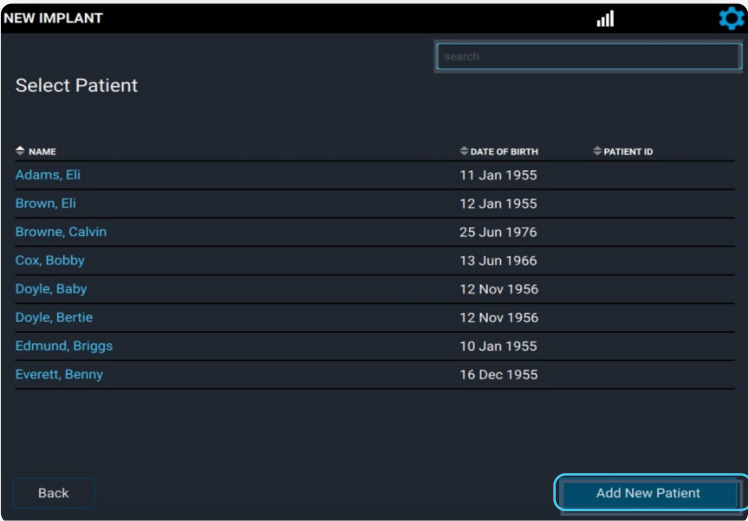 NEW IMPLANT
search
Select Patient
NAME DATE OF BIRTH PATIENT ID
Adams, Eli 11 Jan 1955
Brown, Eli 12 Jan 1955
Browne, Calvin 25 Jun 1976
Cox, Bobby 13 Jun 1966
Doyle, Baby 12 Nov 1956
Doyle, Bertie 12 Nov 1956
Edmund, Briggs 10 Jan 1955
Everett, Benny 16 Dec 1955
Back Add New Patient